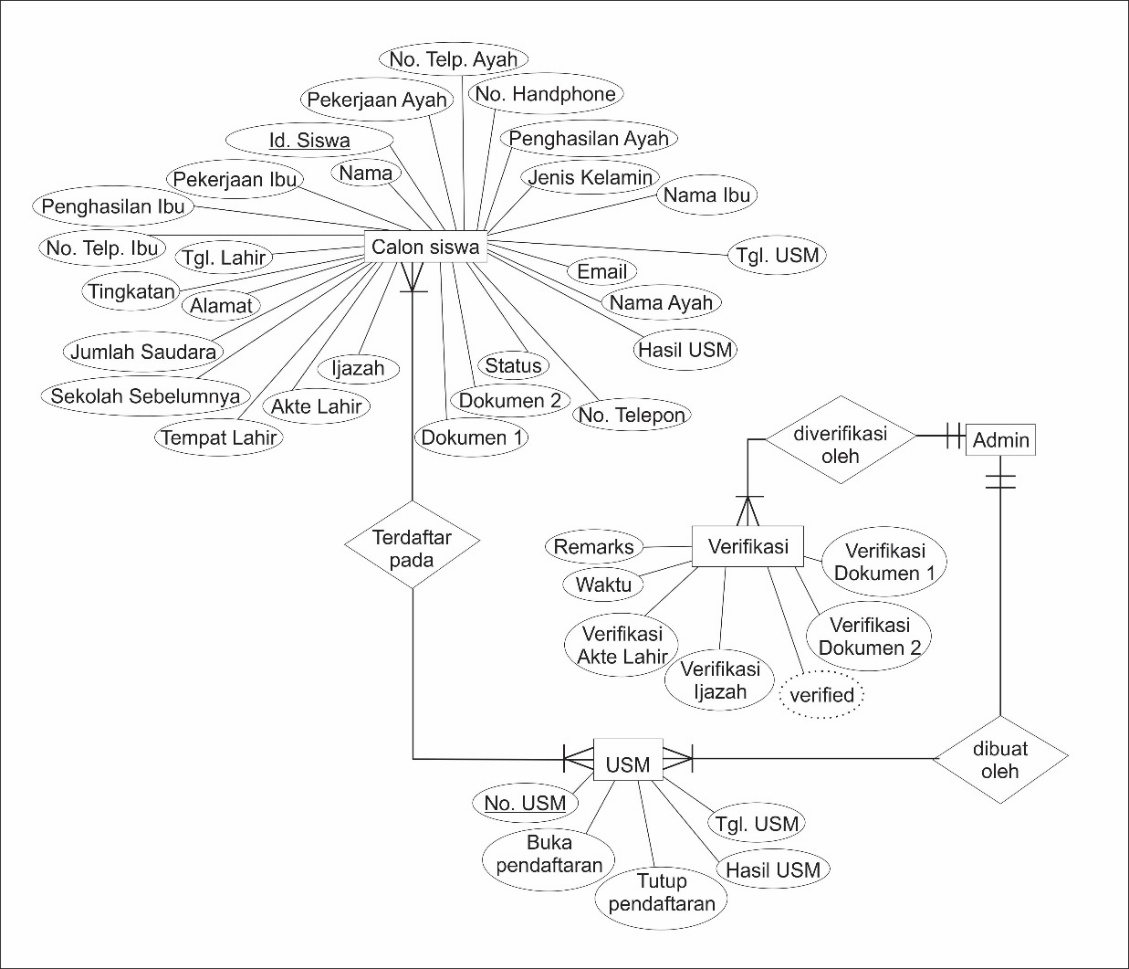 No. Telp. Ayah
No. Handphone
Pekerjaan Ayah
Id. Siswa
Penghasilan Ayah
Nama
Jenis Kelamin
Pekerjaan Ibu
Nama Ibu
Penghasilan Ibu
No. Telp. Ibu
Calon siswa
Tgl. Lahir
Tgl. USM
Email
Tingkatan
Alamat
Nama Ayah
Jumlah Saudara
Hasil USM
Ijazah
Status
Sekolah Sebelumnya
Akte Lahir
Dokumen 2
No. Telepon
Tempat Lahir
Dokumen 1
diverifikasi
oleh
Admin
Terdaftar
pada
Remarks
Verifikasi
Verifikasi
Dokumen 1
Waktu
Verifikasi
Akte Lahir
Verifikasi
Dokumen 2
Verifikasi
Ijazah
verified
USM
dibuat
oleh
No. USM
Tgl. USM
Buka
pendaftaran
Hasil USM
Tutup
pendaftaran